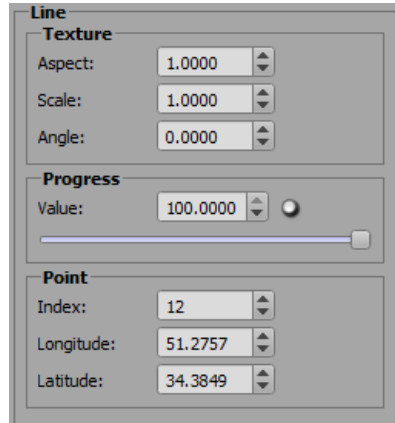 Line
Texture
Aspect: 1.0000
Scale: 1.0000
Angle: 0.0000
Progress
Value: 100.0000
Point
Index: 12
Longitude: 51.2757
Latitude: 34.3849